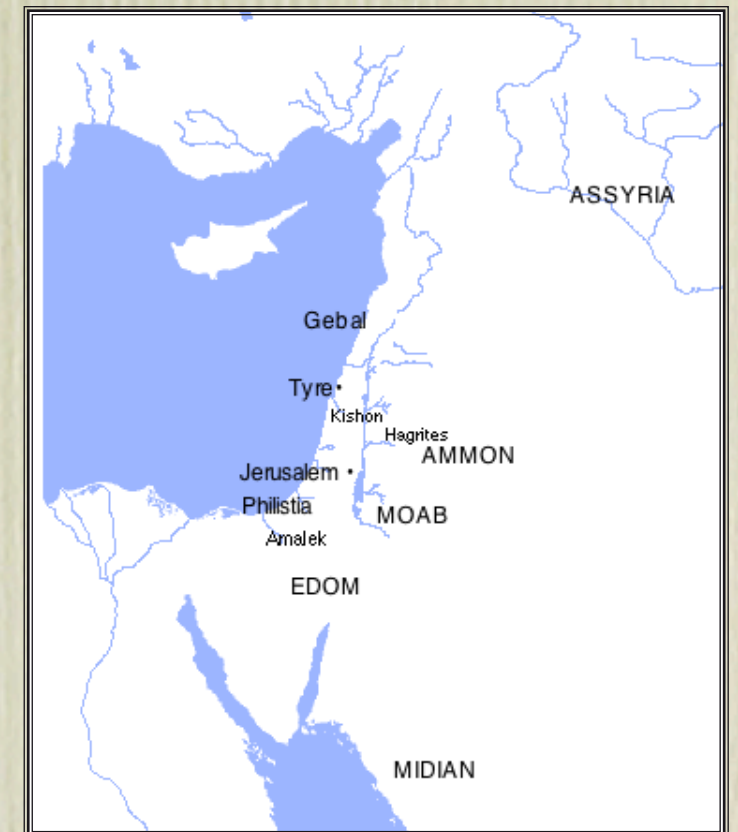 ASSYRIA
Gebal
Tyre
Kishon
Hagrites
AMMON
Jerusalem
Philistia
MOAB
Amalek
EDOM
MIDIAN